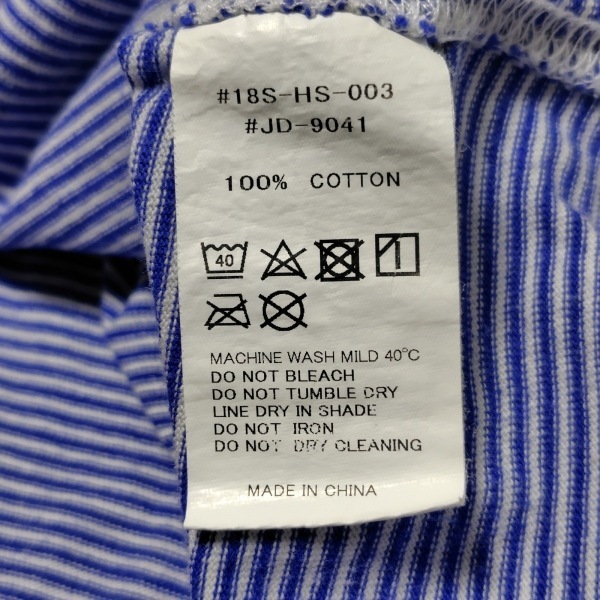 #18S-HS-003
#JD-9041
100% COTTON
40
MACHINE WASH MILD 40°C
DO NOT BLEACH
DO NOT TUMBLE DRY
LINE DRY IN SHADE
DO NOT IRON
DO NOT DRY CLEANING
MADE IN CHINA